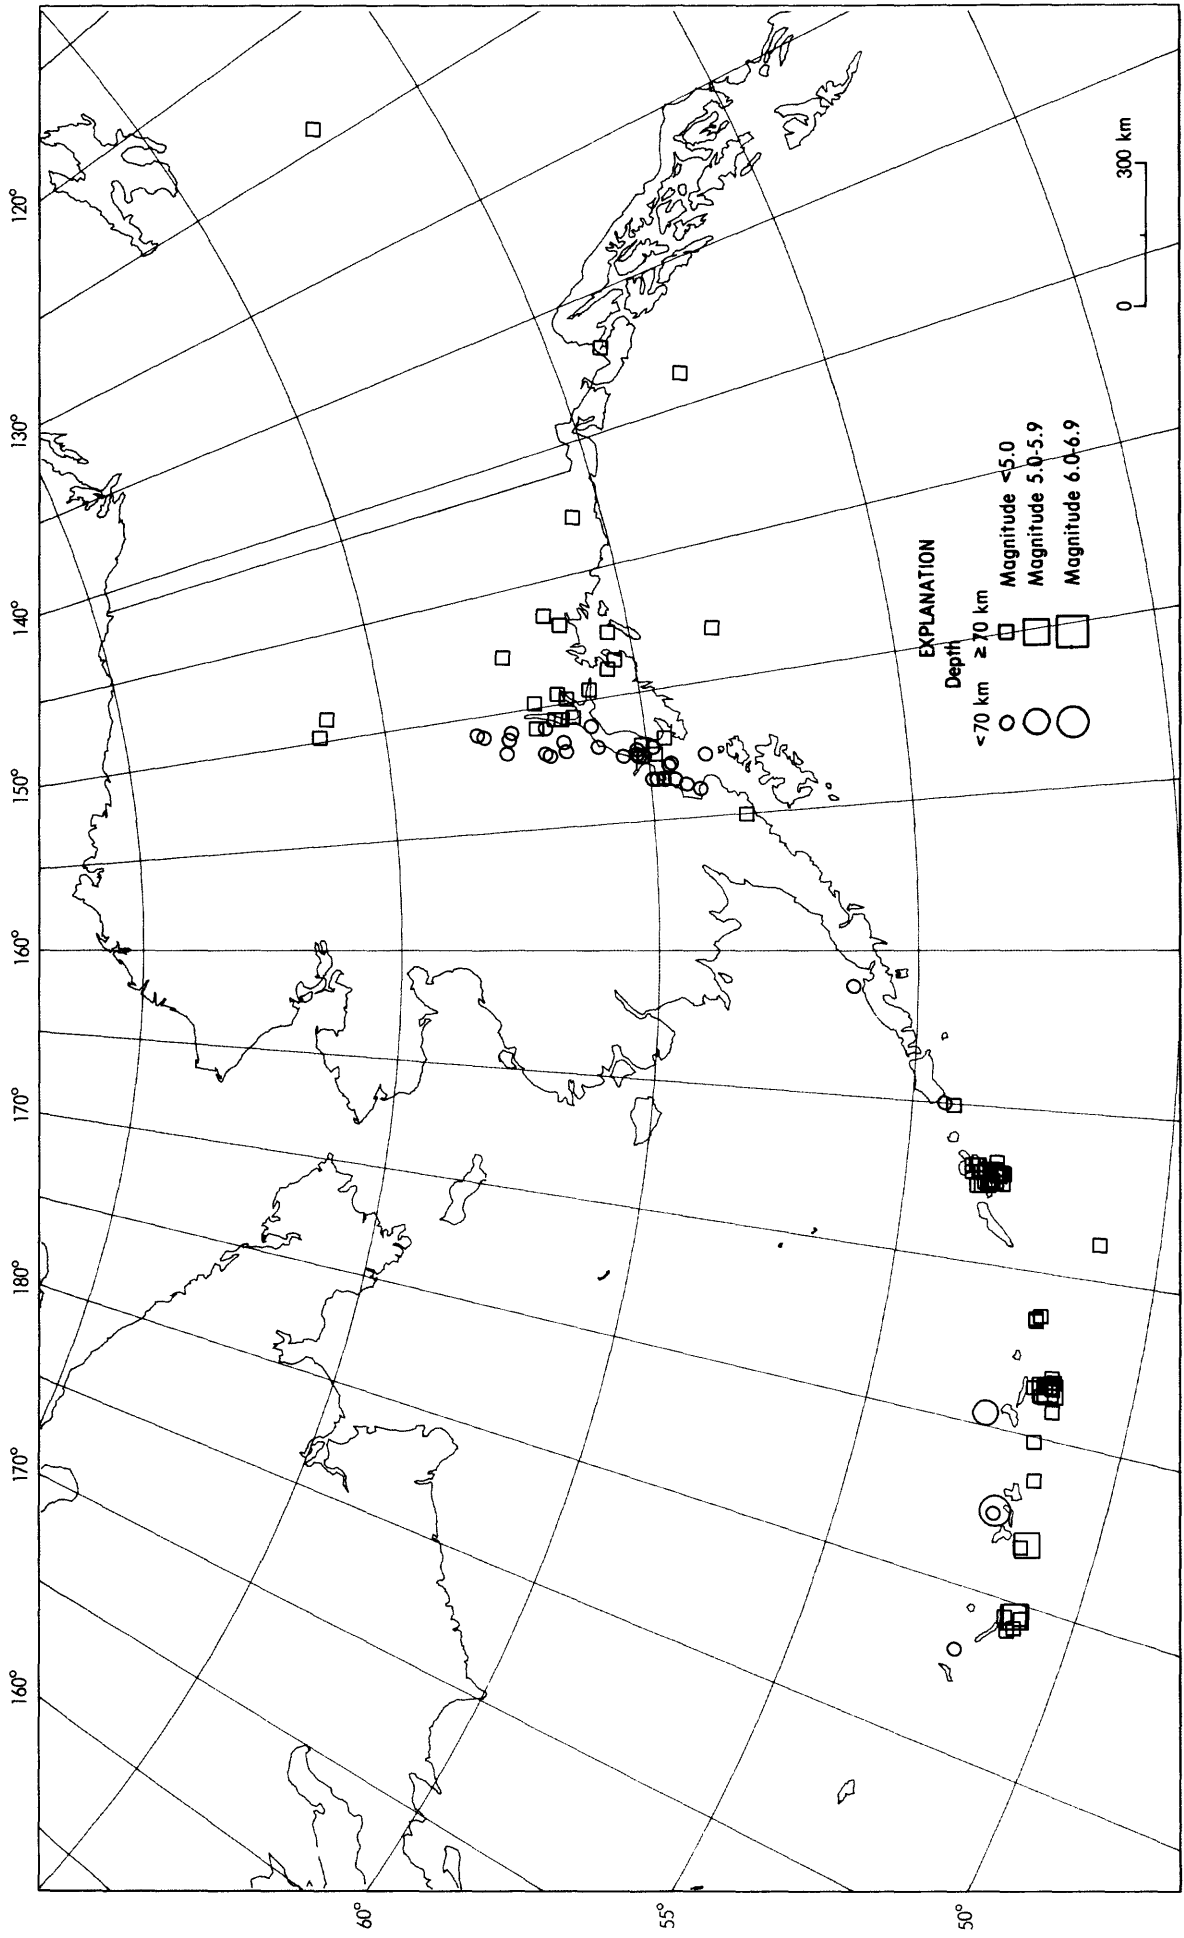 120°
130°
140°
150°
160°
170°
180°
170°
160°
60°
55°
50°
EXPLANATION
Depth
<70 km ≥70 km
Magnitude <5.0
Magnitude 5.0-5.9
Magnitude 6.0-6.9
0 300 km